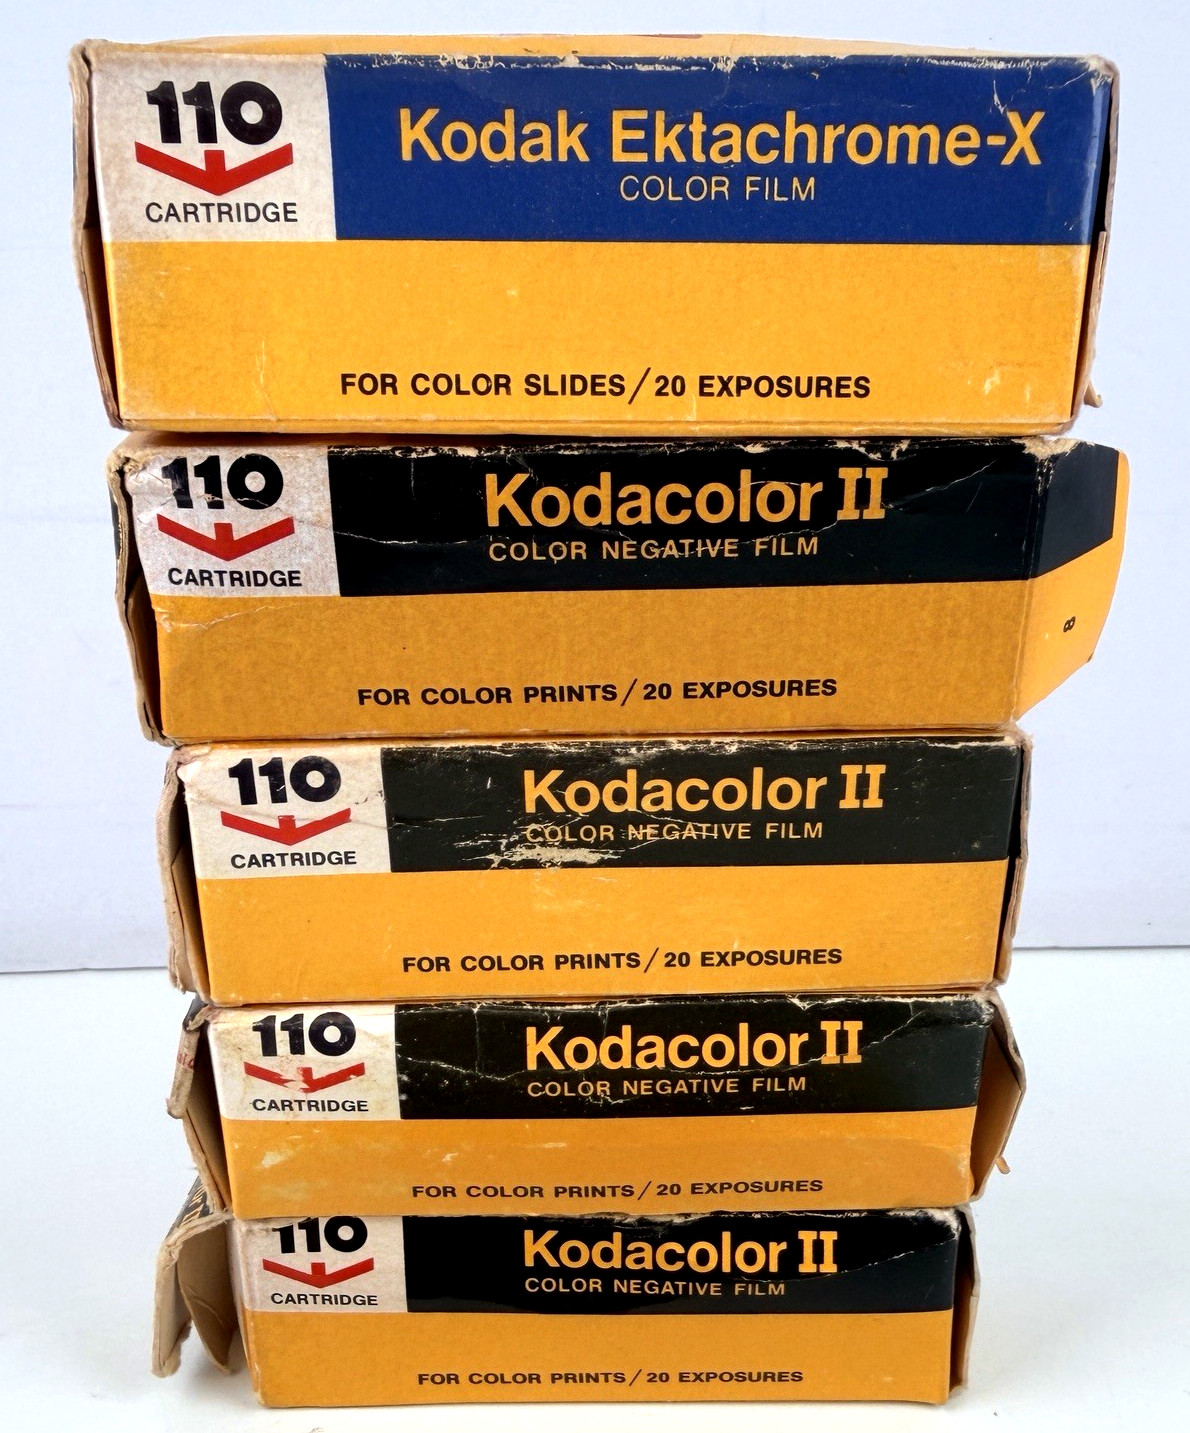 110
CARTRIDGE
Kodak Ektachrome-X
COLOR FILM
FOR COLOR SLIDES/20 EXPOSURES
110
CARTRIDGE
Kodacolor II
COLOR NEGATIVE FILM
FOR COLOR PRINTS/20 EXPOSURES
8
110
CARTRIDGE
Kodacolor II
COLOR NEGATIVE FILM
FOR COLOR PRINTS/20 EXPOSURES
110
CARTRIDGE
Kodacolor II
COLOR NEGATIVE FILM
FOR COLOR PRINTS/20 EXPOSURES
110
CARTRIDGE
Kodacolor II
COLOR NEGATIVE FILM
FOR COLOR PRINTS/20 EXPOSURES